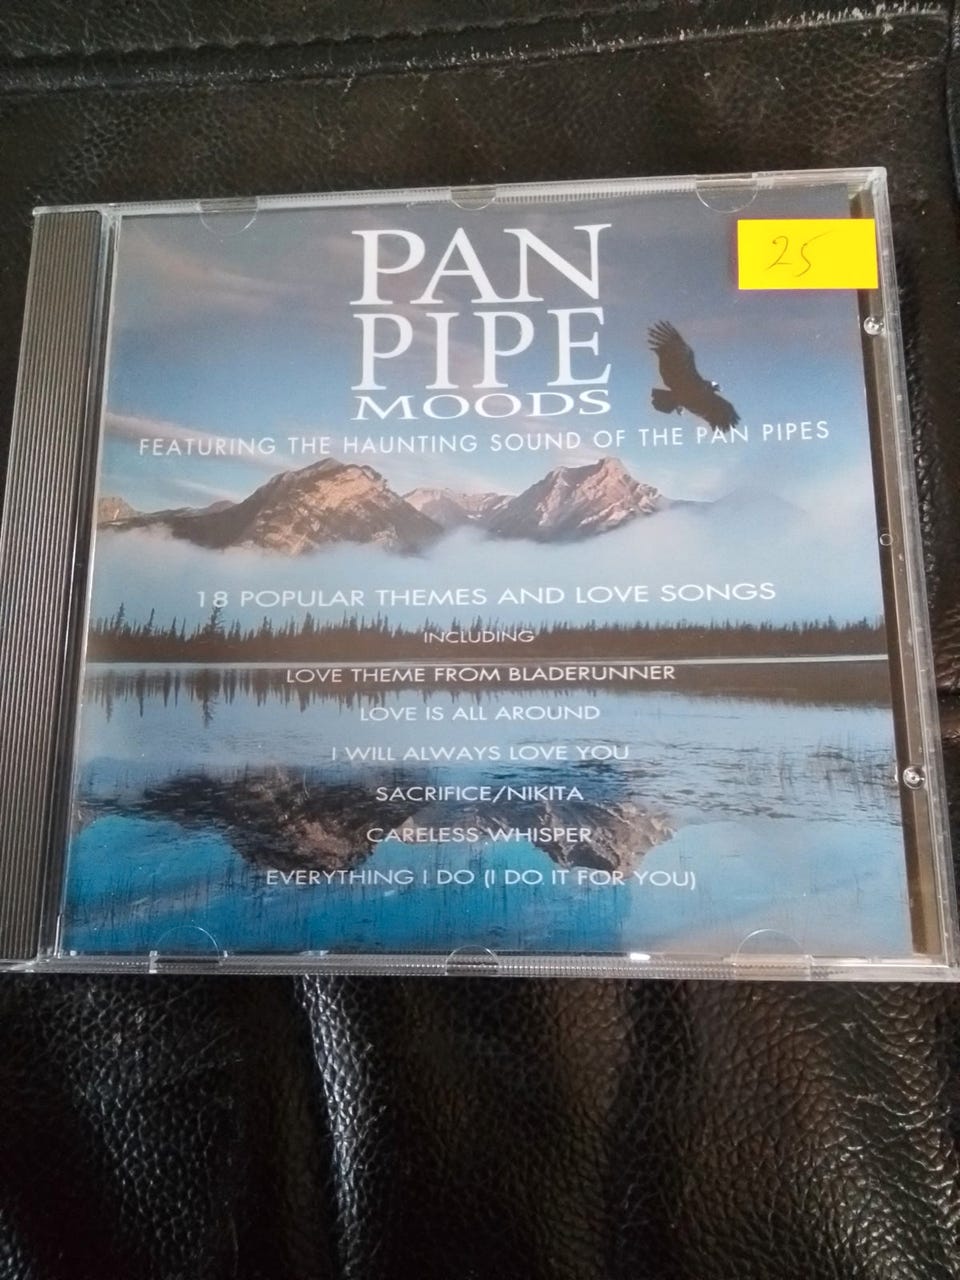 PAN
PIPE
MOODS
25
FEATURING THE HAUNTING SOUND OF THE PAN PIPES
18 POPULAR THEMES AND LOVE SONGS
INCLUDING
LOVE THEME FROM BLADERUNNER
LOVE IS ALL AROUND
I WILL ALWAYS LOVE YOU
SACRIFICE/NIKITA
CARELESS WHISPER
EVERYTHING I DO (I DO IT FOR YOU)